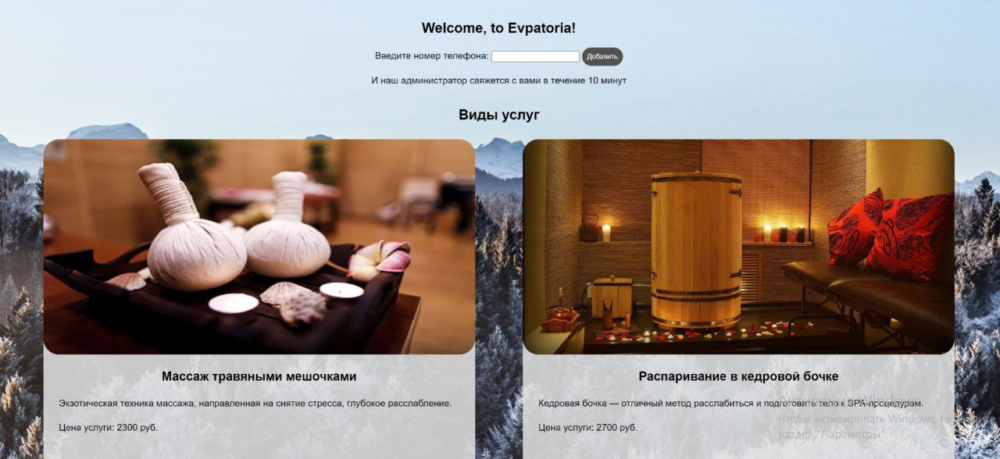 Welcome, to Evpatoria!
Введите номер телефона: Добавить
И наш администратор свяжется с вами в течение 10 минут
Виды услуг
Массаж травяными мешочками
Распаривание в кедровой бочке
Экзотическая техника массажа, направленная на снятие стресса, глубокое расслабление.
Кедровая бочка — отличный метод расслабиться и подготовить тело к SPA-процедурам.
Цена услуги: 2300 руб.
Цена услуги: 2700 руб.
Активация Windows
Чтобы активировать Windows, перейдите
раздел "Параметры".